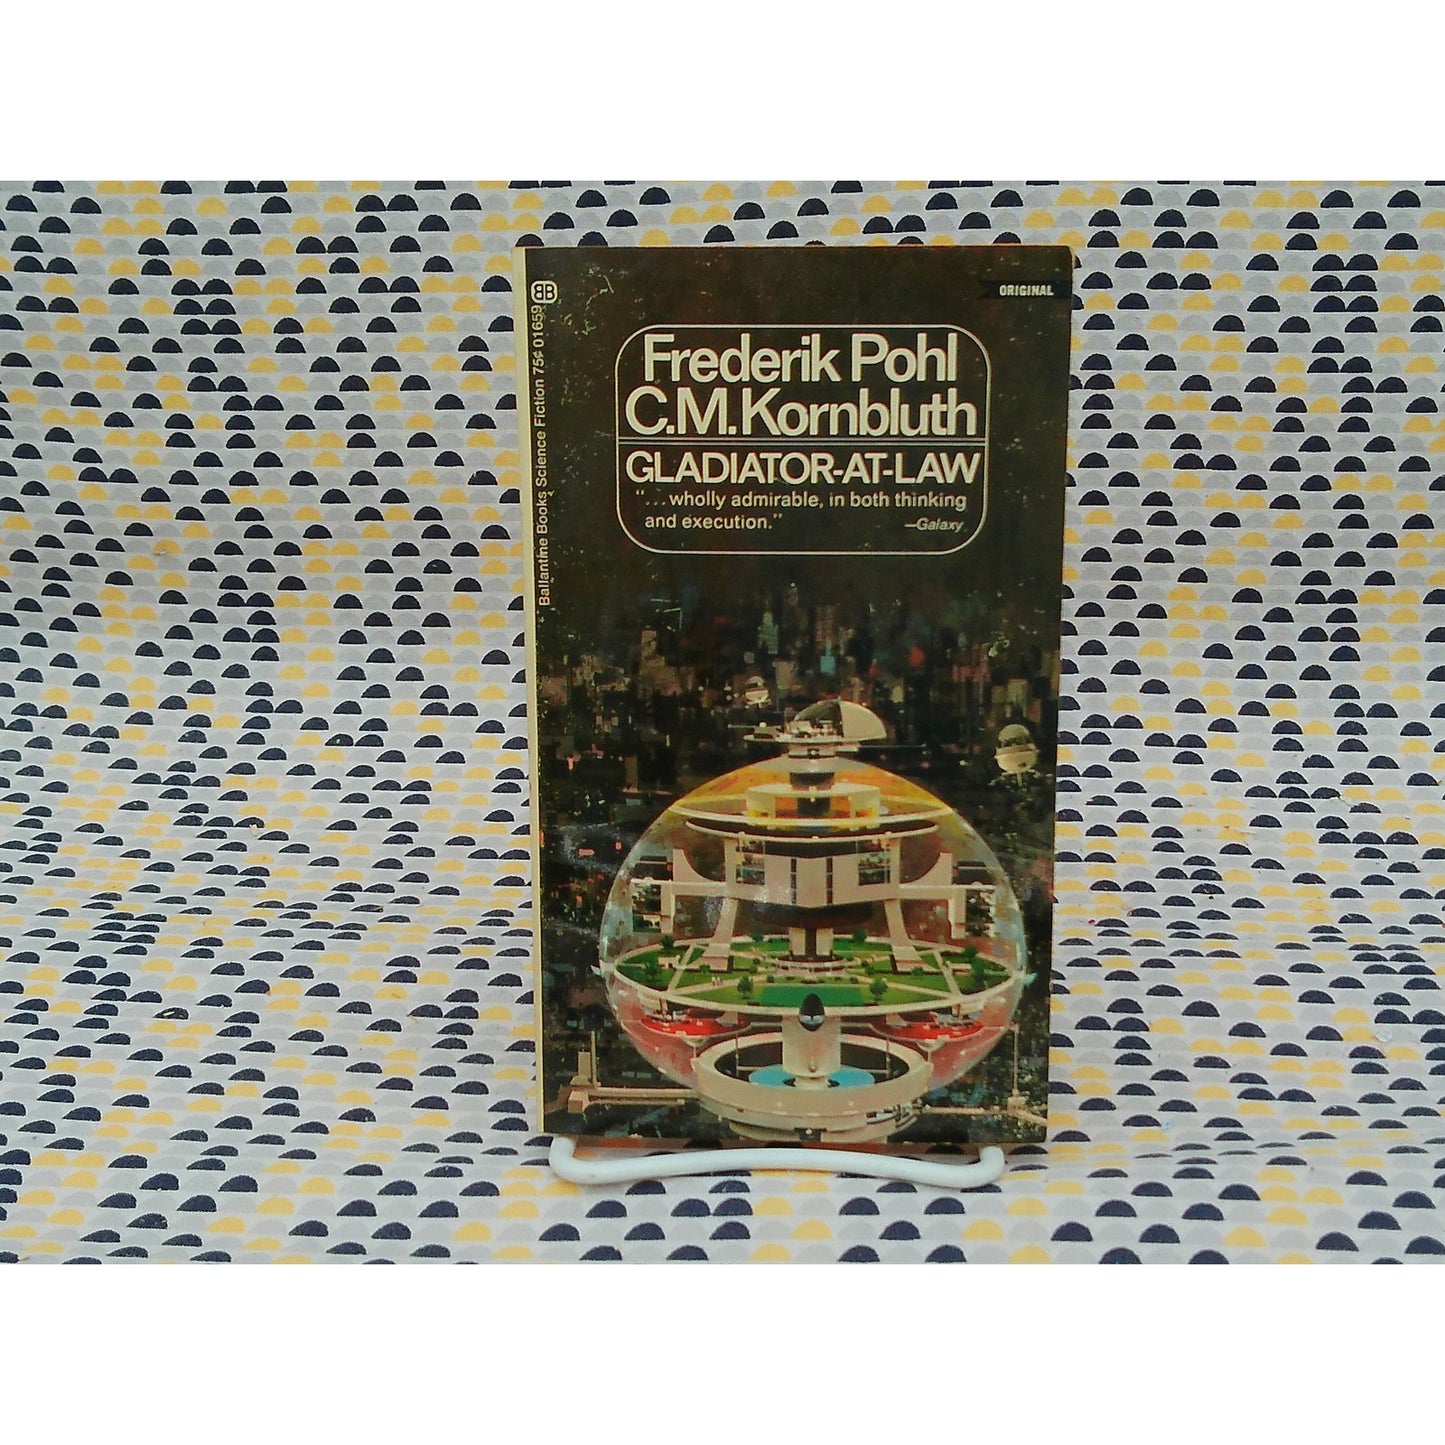 BB
Ballantine Books Science Fiction 75¢ 01659
ORIGINAL
Frederik Pohl
C.M.Kornbluth
GLADIATOR-AT-LAW
“...wholly admirable, in both thinking
and execution.” —Galaxy